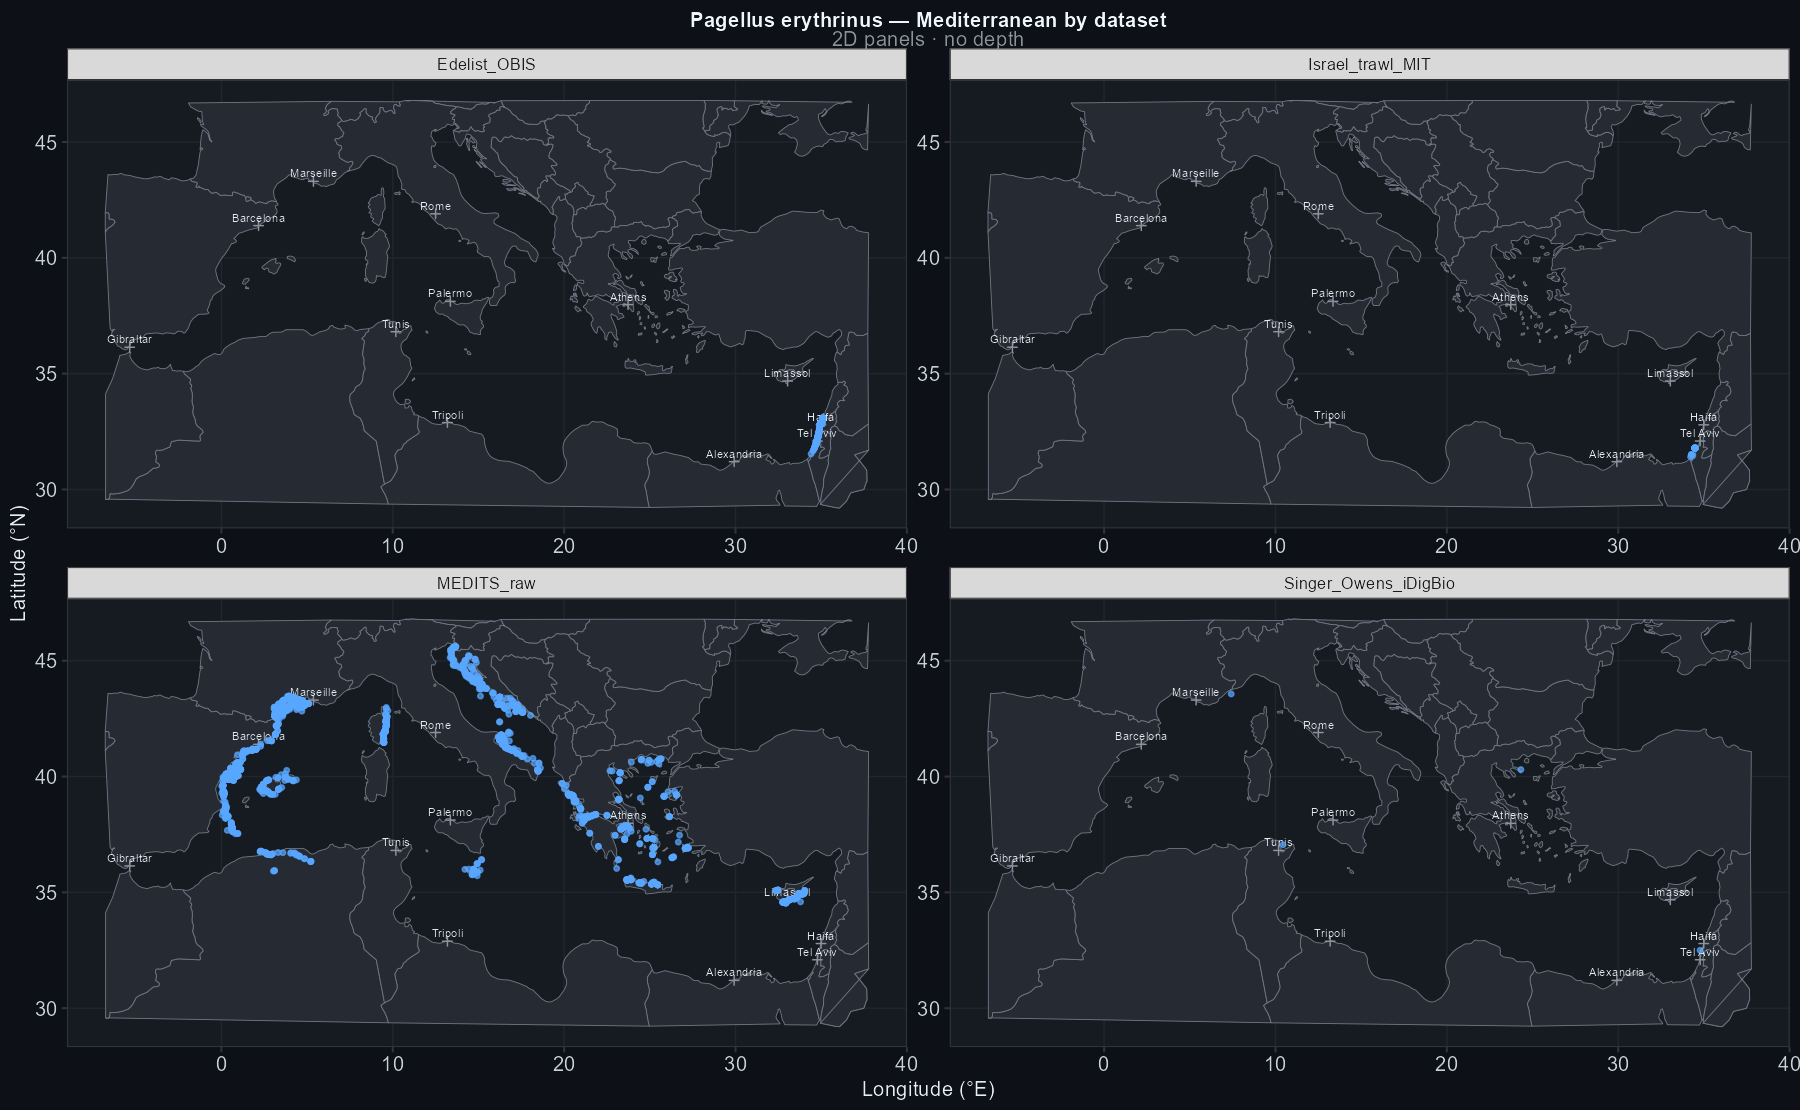 Pagellus erythrinus — Mediterranean by dataset
2D panels · no depth
Edelist_OBIS
Israel_trawl_MIT
45
40
35
30
Marseille
Barcelona
Rome
Palermo
Athens
Tunis
Gibraltar
Limassol
Tripoli
Haifa
Tel Aviv
Alexandria
0 10 20 30 40
45
40
35
30
Marseille
Barcelona
Rome
Palermo
Athens
Tunis
Gibraltar
Limassol
Tripoli
Haifa
Tel Aviv
Alexandria
0 10 20 30 40
MEDITS_raw
Singer_Owens_iDigBio
45
40
35
30
Marseille
Barcelona
Rome
Palermo
Athens
Tunis
Gibraltar
Limassol
Tripoli
Haifa
Tel Aviv
Alexandria
0 10 20 30 40
45
40
35
30
Marseille
Barcelona
Rome
Palermo
Athens
Tunis
Gibraltar
Limassol
Tripoli
Haifa
Tel Aviv
Alexandria
0 10 20 30 40
Latitude (°N)
Longitude (°E)